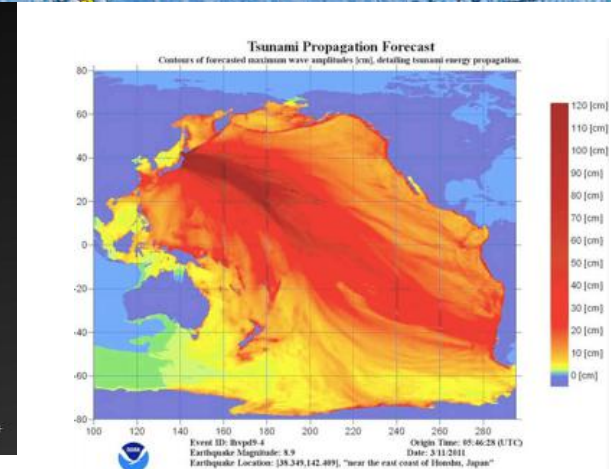 Tsunami Propagation Forecast
Contours of forecasted maximum wave amplitudes [cm], detailing tsunami energy propagation.
80
60
40
20
0
-20
-40
-60
-80
100
120
140
160
180
200
220
240
260
280
120 [cm]
110 [cm]
100 [cm]
90 [cm]
80 [cm]
70 [cm]
60 [cm]
50 [cm]
40 [cm]
30 [cm]
20 [cm]
10 [cm]
0 [cm]
NOAA
Event ID: lhvpd9-4
Origin Time: 05:46:28 (UTC)
Earthquake Magnitude: 8.9
Date: 3/11/2011
Earthquake Location: [38.349,142.409], "near the east coast of Honshu, Japan"